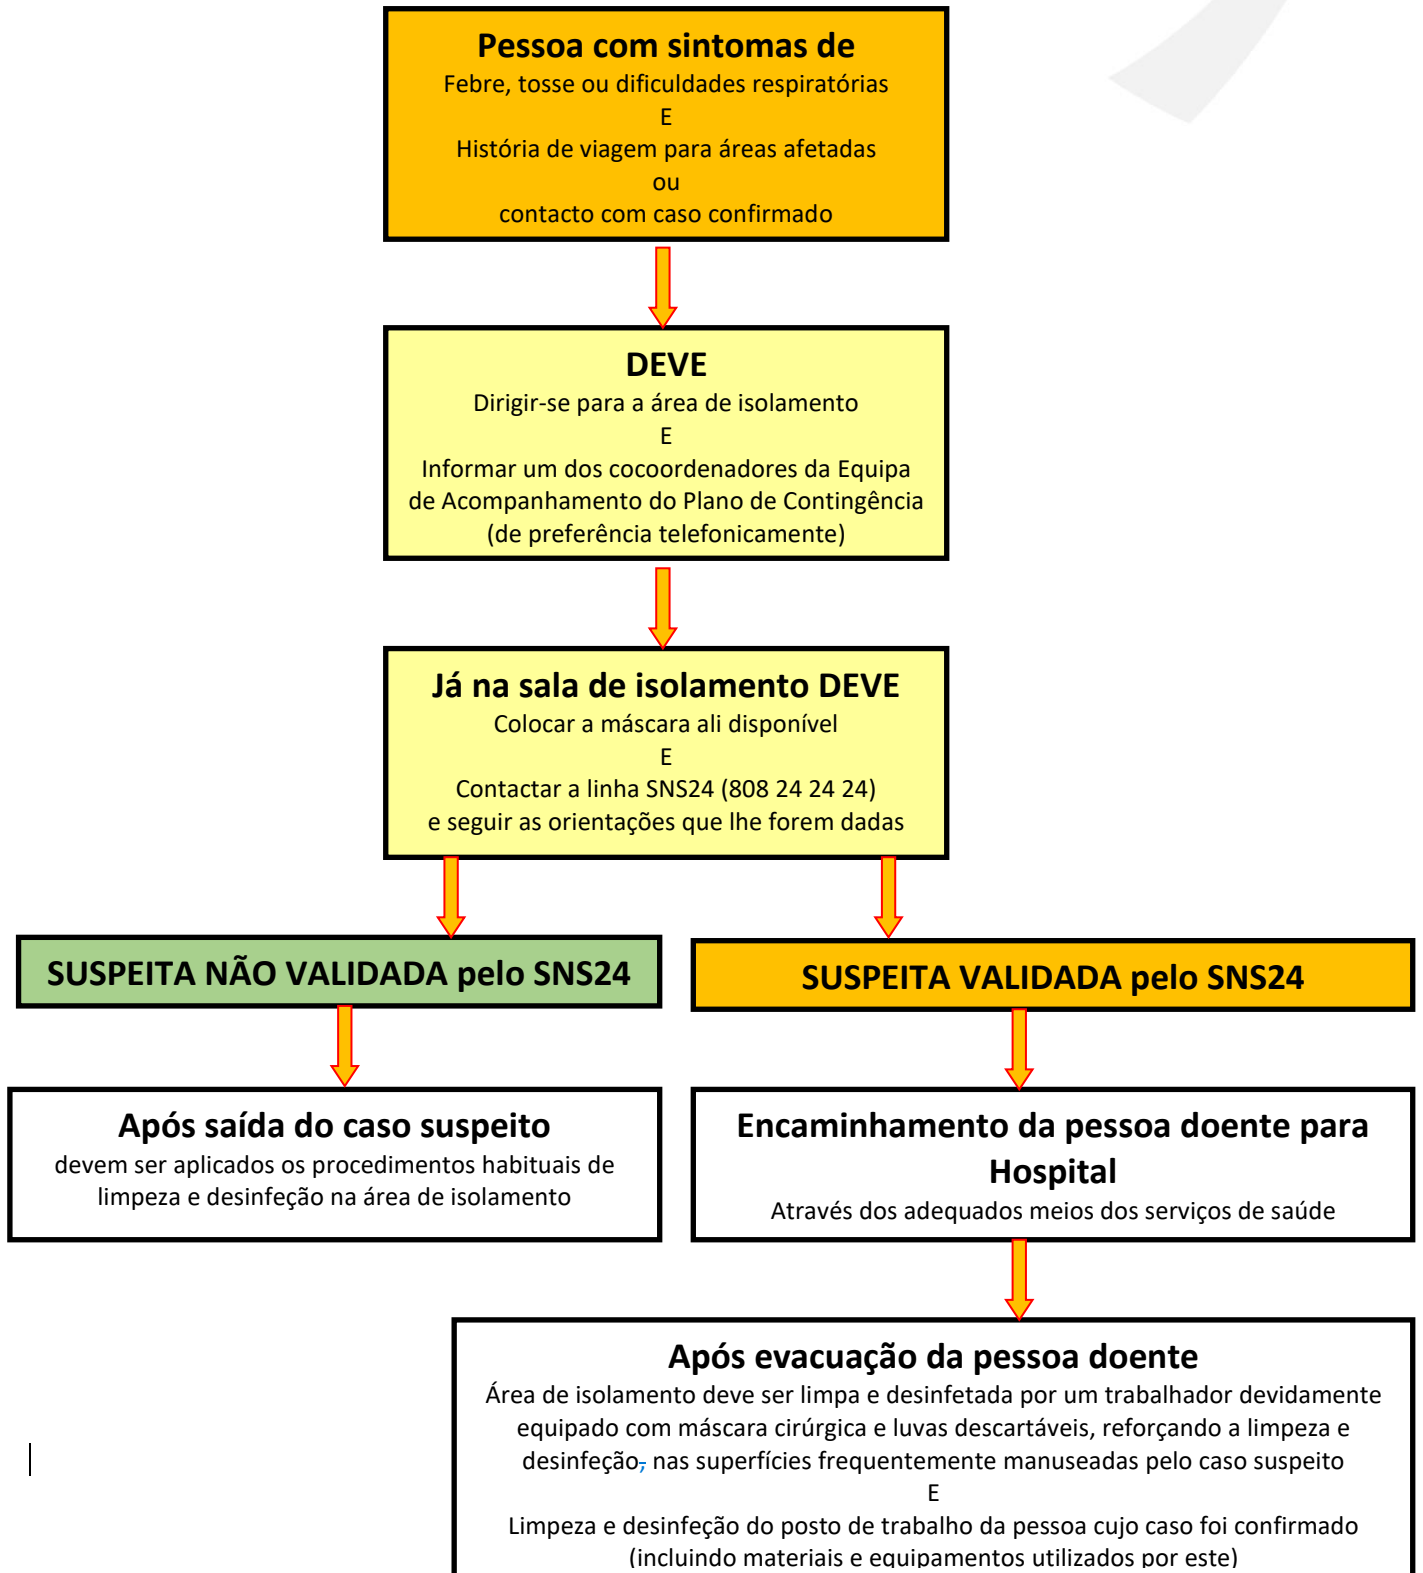 Pessoa com sintomas de
Febre, tosse ou dificuldades respiratórias
E
História de viagem para áreas afetadas
ou
contacto com caso confirmado
DEVE
Dirigir-se para a área de isolamento
E
Informar um dos cocoordenadores da Equipa
de Acompanhamento do Plano de Contingência
(de preferência telefonicamente)
Já na sala de isolamento DEVE
Colocar a máscara ali disponível
E
Contactar a linha SNS24 (808 24 24 24)
e seguir as orientações que lhe forem dadas
SUSPEITA NÃO VALIDADA pelo SNS24
SUSPEITA VALIDADA pelo SNS24
Após saída do caso suspeito
devem ser aplicados os procedimentos habituais de
limpeza e desinfeção na área de isolamento
Encaminhamento da pessoa doente para
Hospital
Através dos adequados meios dos serviços de saúde
Após evacuação da pessoa doente
Área de isolamento deve ser limpa e desinfetada por um trabalhador devidamente
equipado com máscara cirúrgica e luvas descartáveis, reforçando a limpeza e
desinfeção, nas superfícies frequentemente manuseadas pelo caso suspeito
E
Limpeza e desinfeção do posto de trabalho da pessoa cujo caso foi confirmado
(incluindo materiais e equipamentos utilizados por este)